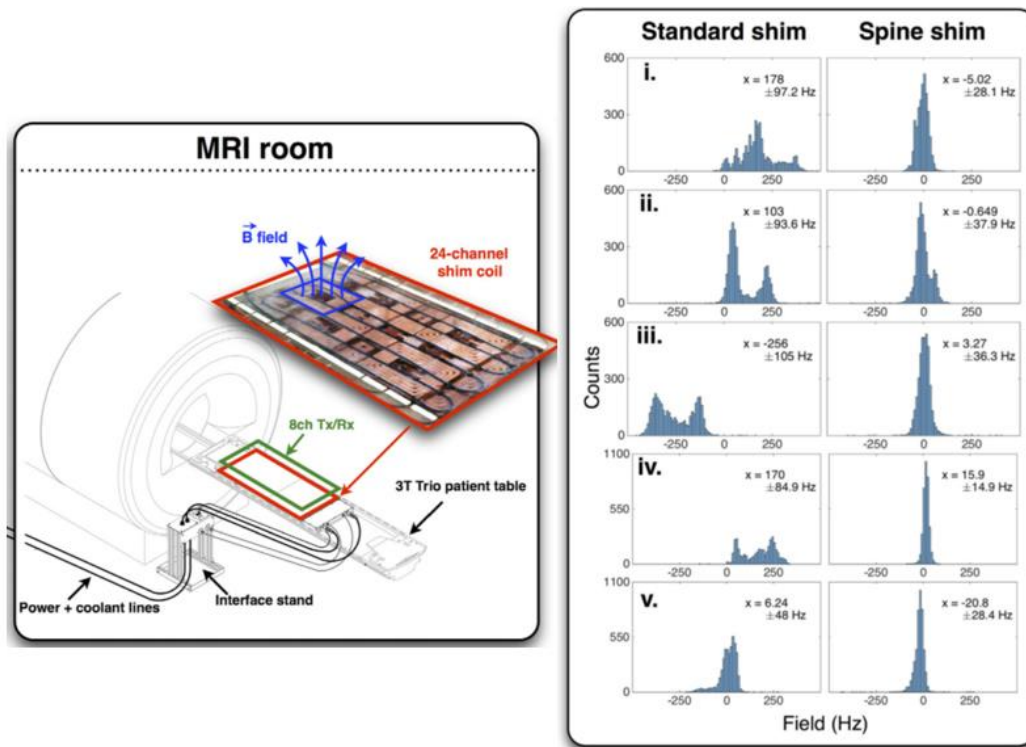 MRI room
B field
24-channel
shim coil
8ch Tx/Rx
3T Trio patient table
Power + coolant lines
Interface stand
Standard shim
Spine shim
Counts
i.
600
300
0
x = 178
±97.2 Hz
-250
0
250
x = -5.02
±28.1 Hz
-250
0
250
ii.
600
300
0
x = 103
±93.6 Hz
-250
0
250
x = -0.649
±37.9 Hz
-250
0
250
iii.
600
300
0
x = -256
±105 Hz
-250
0
250
x = 3.27
±36.3 Hz
-250
0
250
iv.
1100
550
0
x = 170
±84.9 Hz
-250
0
250
x = 15.9
±14.9 Hz
-250
0
250
v.
1100
550
0
x = 6.24
±48 Hz
-250
0
250
x = -20.8
±28.4 Hz
-250
0
250
Field (Hz)